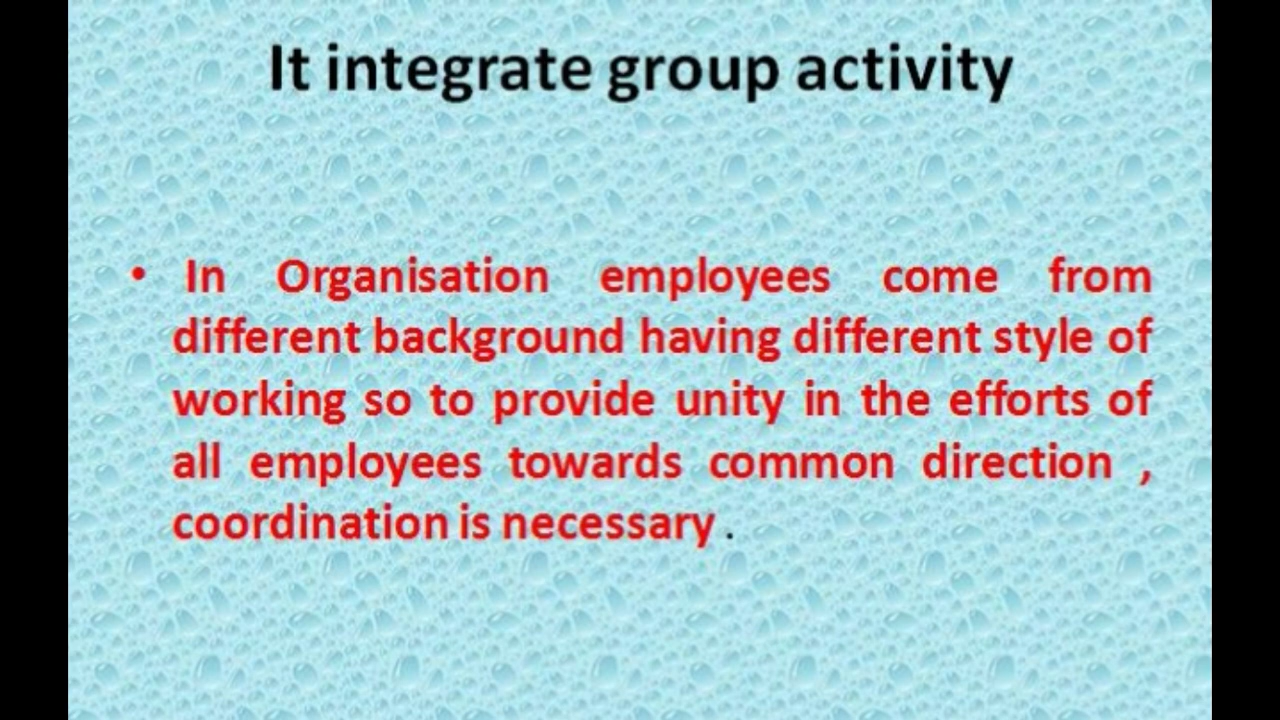 It integrate group activity
• In Organisation employees come from
different background having different style of
working so to provide unity in the efforts of
all employees towards common direction ,
coordination is necessary .